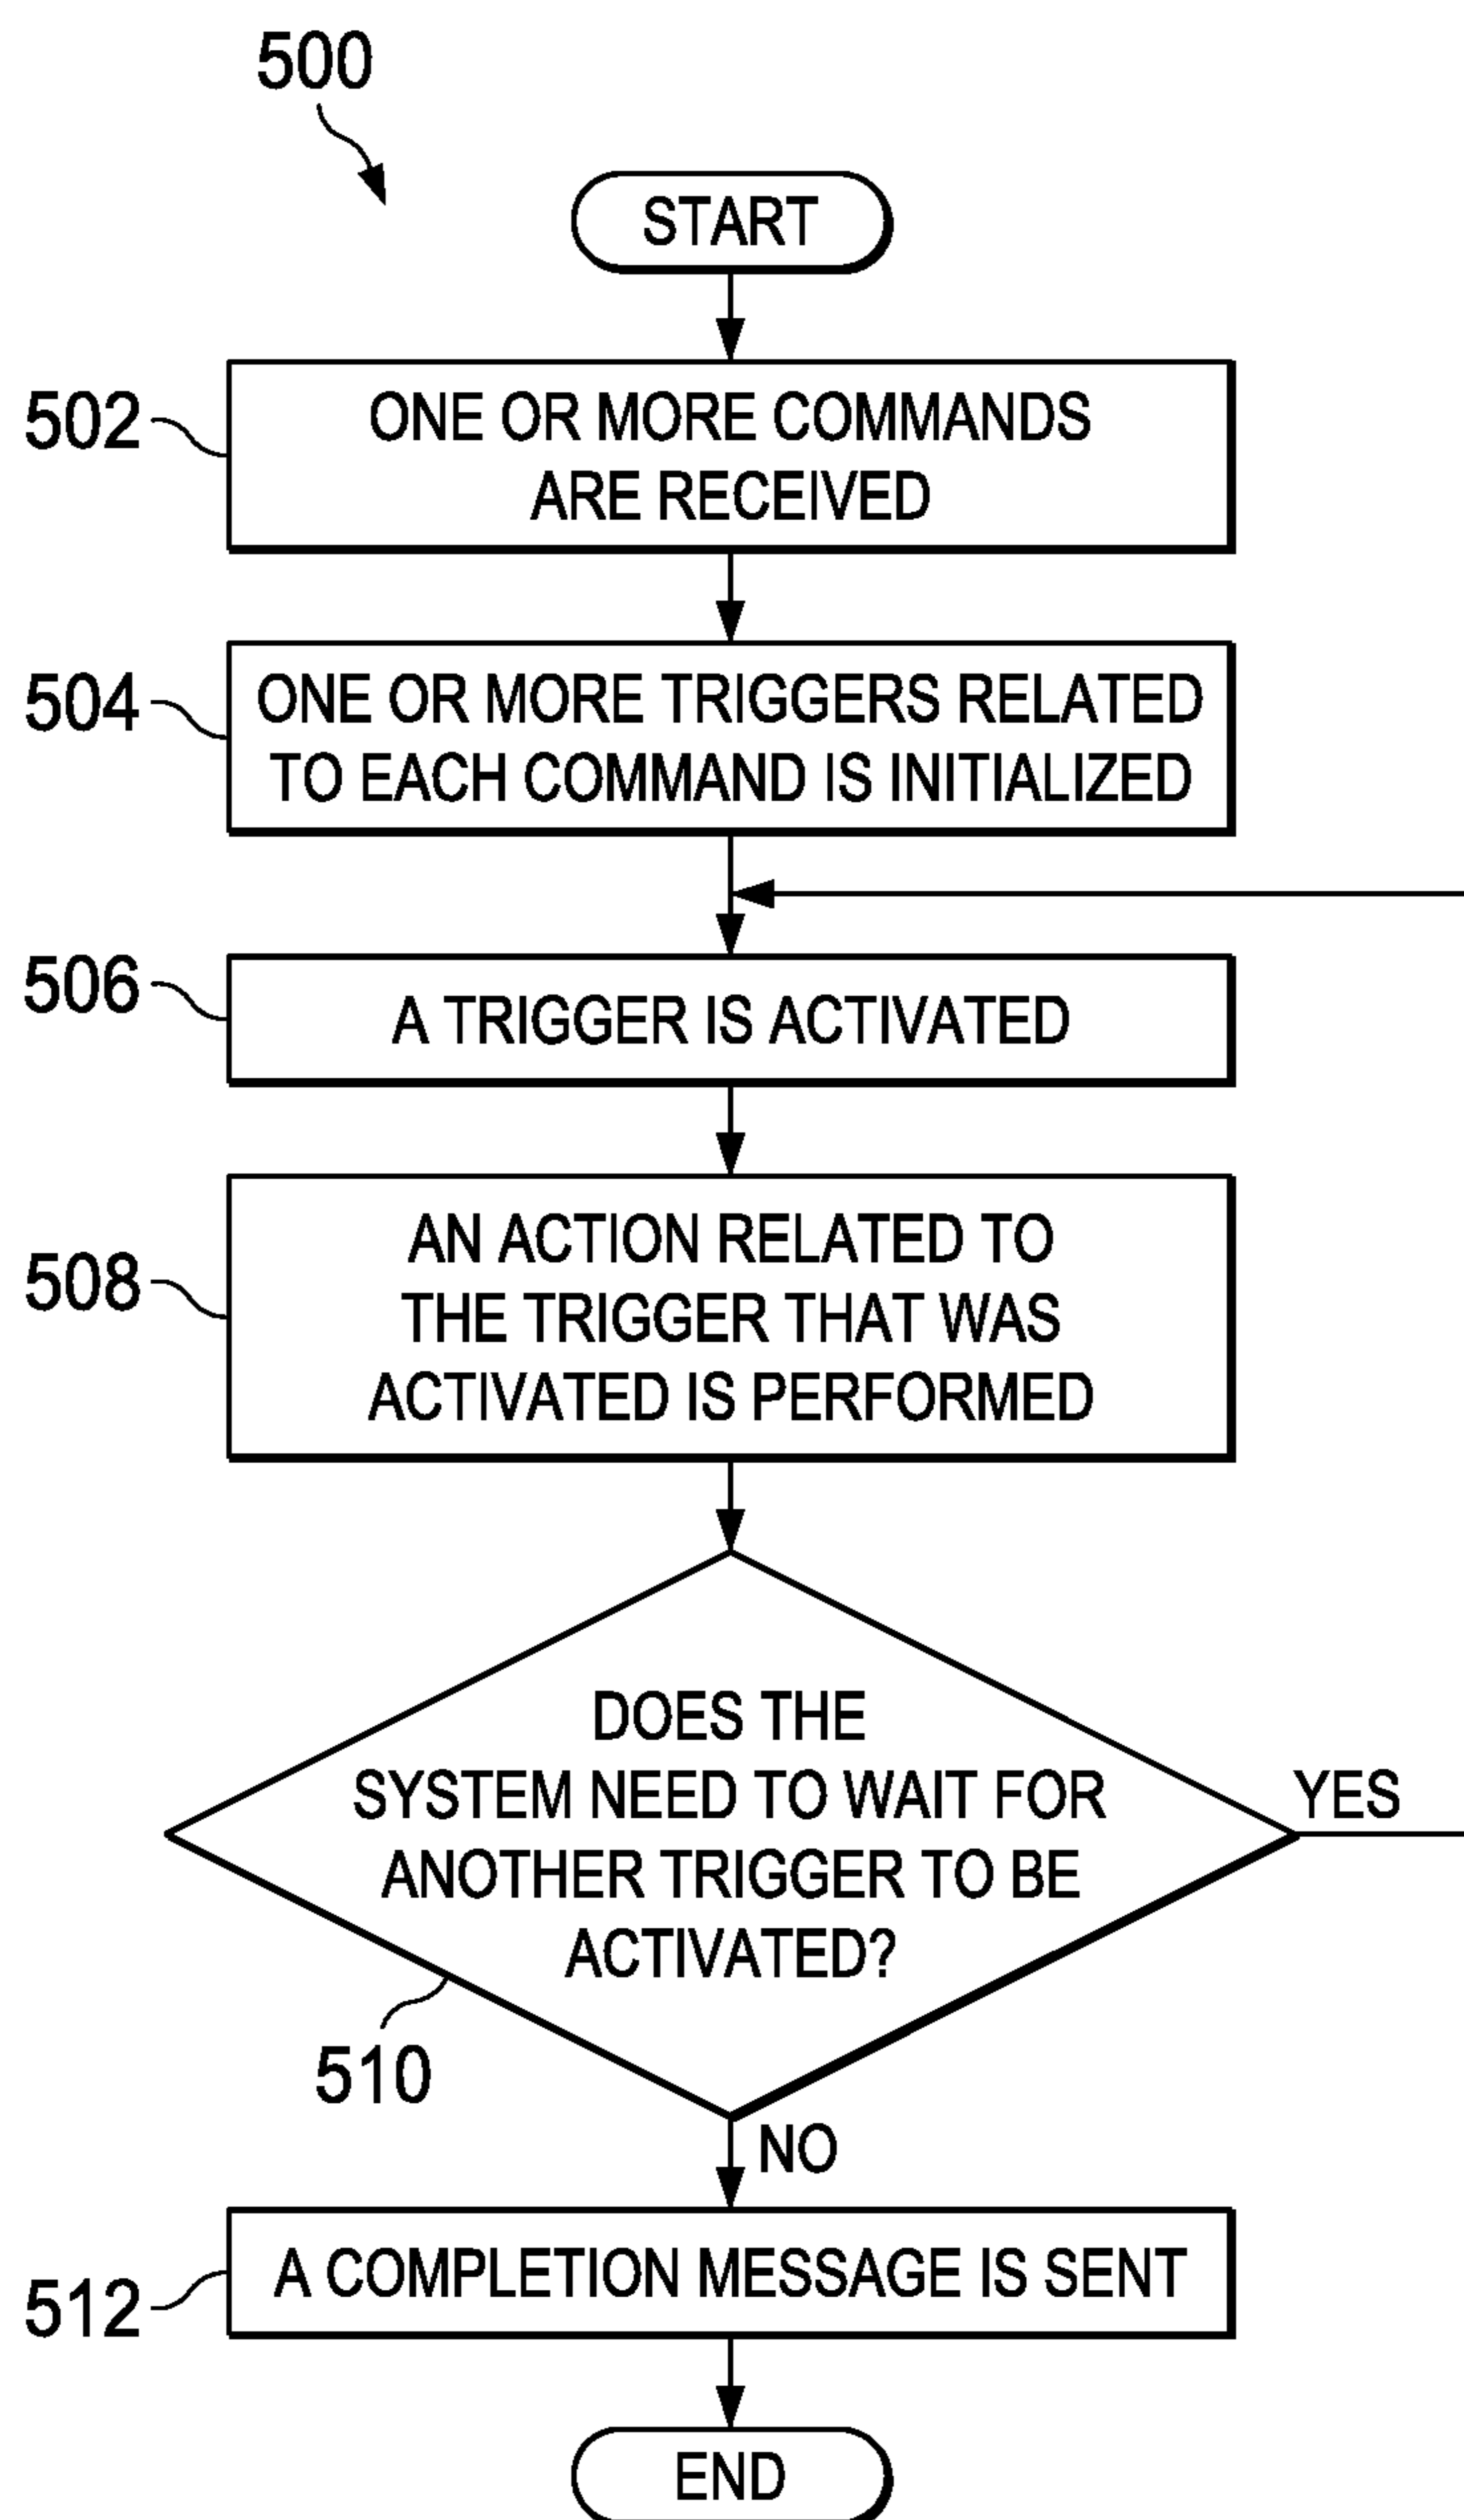 500
START
502
ONE OR MORE COMMANDS
ARE RECEIVED
504
ONE OR MORE TRIGGERS RELATED
TO EACH COMMAND IS INITIALIZED
506
A TRIGGER IS ACTIVATED
508
AN ACTION RELATED TO
THE TRIGGER THAT WAS
ACTIVATED IS PERFORMED
DOES THE
SYSTEM NEED TO WAIT FOR
ANOTHER TRIGGER TO BE
ACTIVATED?
YES
510
NO
512
A COMPLETION MESSAGE IS SENT
END